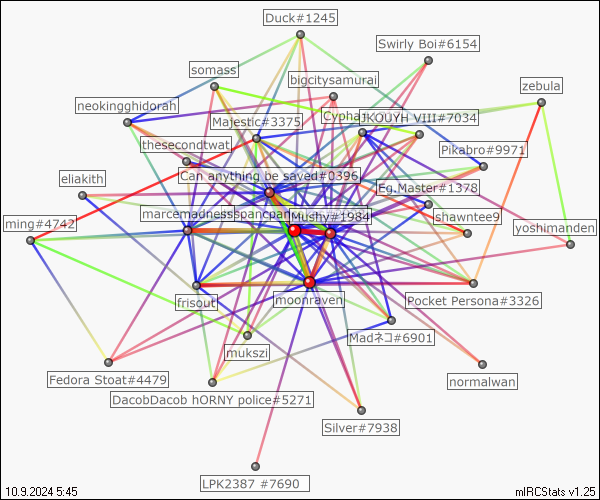 Duck#1245
Swirly Boi#6154
somass
bigcitysamurai
zebula
neokingghidorah
Majestic#3375
Cypha
JKOUYH VIII#7034
thesecondtwat
Pikabro#9971
Can anything be saved#0396
eliakith
Eg.Master#1378
marcemadness
spancpan
Mushy#1984
shawntee9
ming#4742
yoshimanden
frisout
moonraven
Pocket Persona#3326
Madネコ#6901
mukszi
Fedora Stoat#4479
normalwan
DacobDacob hORNY police#5271
Silver#7938
LPK2387 #7690
10.9.2024 5:45
mIRCStats v1.25